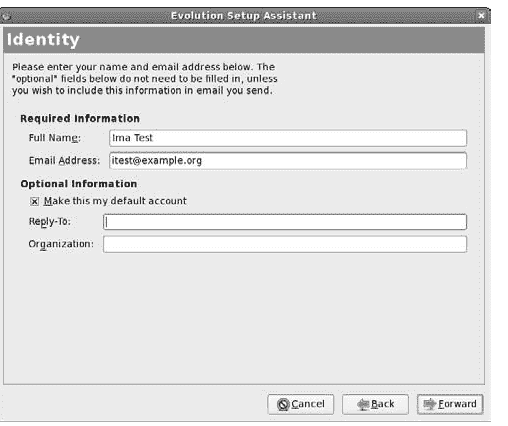 Evolution Setup Assistant
Identity
Please enter your name and email address below. The
"optional" fields below do not need to be filled in, unless
you wish to include this information in email you send.
Required Information
Full Name: Ima Test
Email Address: itest@example.org
Optional Information
Make this my default account
Reply-To:
Organization:
Cancel Back Forward